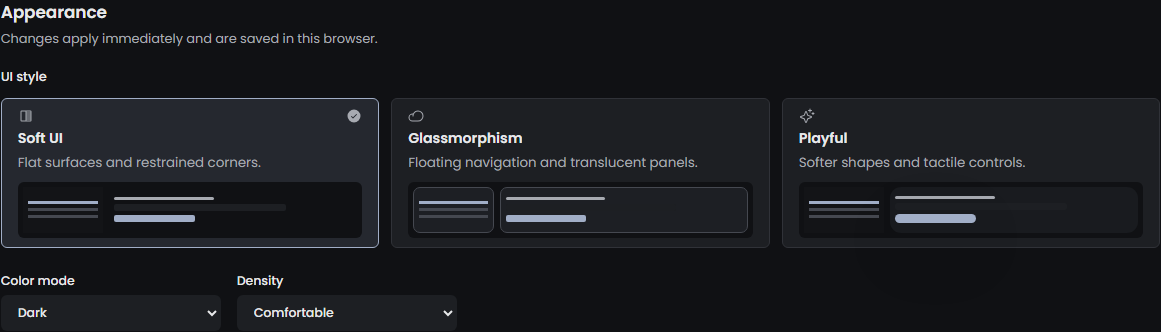 Appearance
Changes apply immediately and are saved in this browser.
UI style
Soft UI
Flat surfaces and restrained corners.
Glassmorphism
Floating navigation and translucent panels.
Playful
Softer shapes and tactile controls.
Color mode
Density
Dark
Comfortable